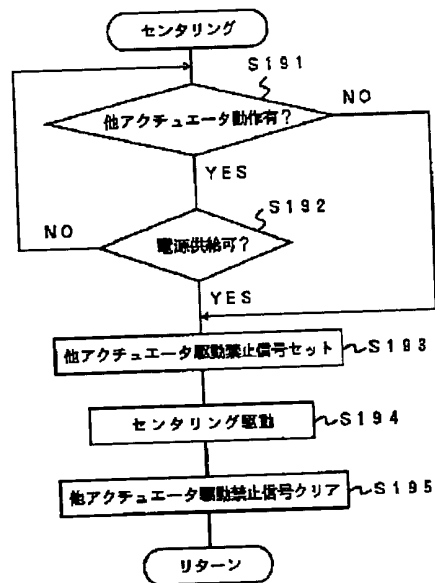 センタリング
S191
他アクチュエータ動作有?
NO
YES
S192
NO
電源供給可?
YES
他アクチュエータ駆動禁止信号セット
S193
センタリング駆動
S194
他アクチュエータ駆動禁止信号クリア
S195
リターン